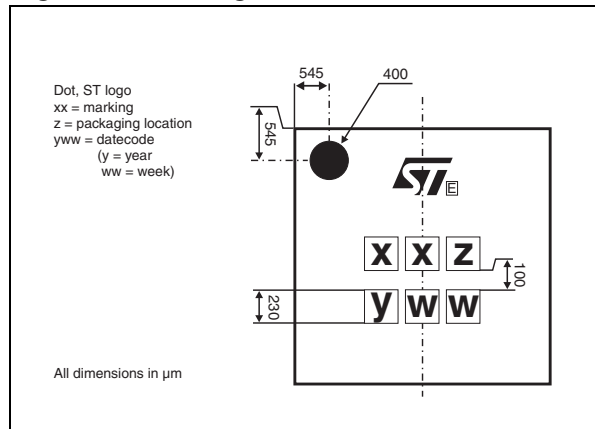 545
400
Dot, ST logo
xx = marking
z = packaging location
yww = datecode
(y = year
ww = week)
545
ST
E
x x z
100
y w w
230
All dimensions in µm